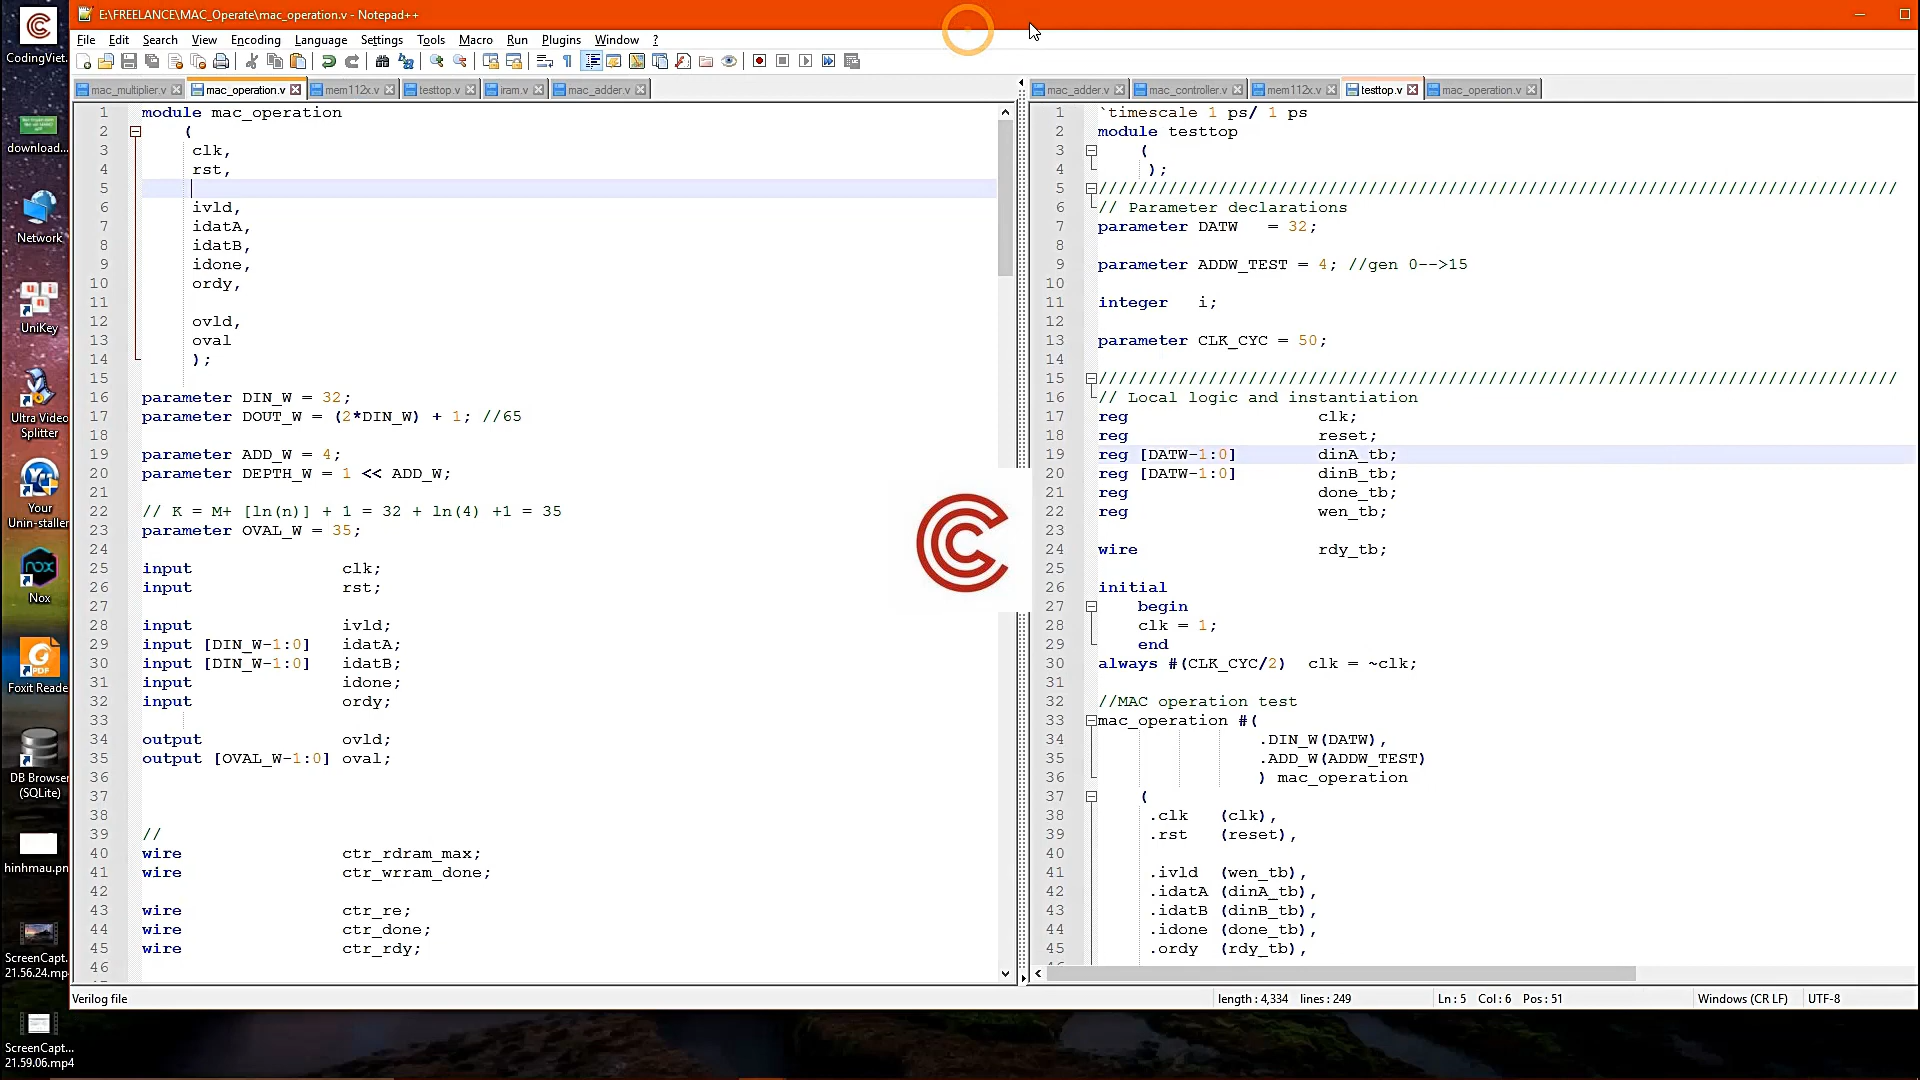 E:\FREELANCE\MAC_Operate\mac_operation.v - Notepad++
File Edit Search View Encoding Language Settings Tools Macro Run Plugins Window ?
mac_multiplier.v mac_operation.v mem112x.v testtop.v iram.v mac_adder.v
1 module mac_operation
2 (
3 clk,
4 rst,
5
6 ivld,
7 idatA,
8 idatB,
9 idone,
10 ordy,
11
12 ovld,
13 oval
14 );
15
16 parameter DIN_W = 32;
17 parameter DOUT_W = (2*DIN_W) + 1; //65
18
19 parameter ADD_W = 4;
20 parameter DEPTH_W = 1 << ADD_W;
21
22 // K = M+ [ln(n)] + 1 = 32 + ln(4) +1 = 35
23 parameter OVAL_W = 35;
24
25 input clk;
26 input rst;
27
28 input ivld;
29 input [DIN_W-1:0] idatA;
30 input [DIN_W-1:0] idatB;
31 input idone;
32 input ordy;
33
34 output ovld;
35 output [OVAL_W-1:0] oval;
36
37
38
39 //
40 wire ctr_rdram_max;
41 wire ctr_wrram_done;
42
43 wire ctr_re;
44 wire ctr_done;
45 wire ctr_rdy;
46
mac_adder.v mac_controller.v mem112x.v testtop.v mac_operation.v
1 `timescale 1 ps/ 1 ps
2 module testtop
3 (
4 );
5 ////////////////////////////////////////////////////////////////////////////////
6 // Parameter declarations
7 parameter DATW = 32;
8
9 parameter ADDW_TEST = 4; //gen 0-->15
10
11 integer i;
12
13 parameter CLK_CYC = 50;
14
15 ////////////////////////////////////////////////////////////////////////////////
16 // Local logic and instantiation
17 reg clk;
18 reg reset;
19 reg [DATW-1:0] dinA_tb;
20 reg [DATW-1:0] dinB_tb;
21 reg done_tb;
22 reg wen_tb;
23
24 wire rdy_tb;
25
26 initial
27 begin
28 clk = 1;
29 end
30 always #(CLK_CYC/2) clk = ~clk;
31
32 //MAC operation test
33 mac_operation #(
34 .DIN_W(DATW),
35 .ADD_W(ADDW_TEST)
36 ) mac_operation
37 (
38 .clk (clk),
39 .rst (reset),
40
41 .ivld (wen_tb),
42 .idatA (dinA_tb),
43 .idatB (dinB_tb),
44 .idone (done_tb),
45 .ordy (rdy_tb),
Verilog file length : 4,334 lines : 249 Ln : 5 Col : 6 Pos : 51 Windows (CR LF) UTF-8
CodingViet...
download...
Network
UniKey
Ultra Video
Splitter
Your
Unin-staller
Nox
Foxit Reade
DB Browse
(SQLite)
hinhmau.pn
ScreenCapt...
21.56.24.mp
ScreenCapt...
21.59.06.mp4